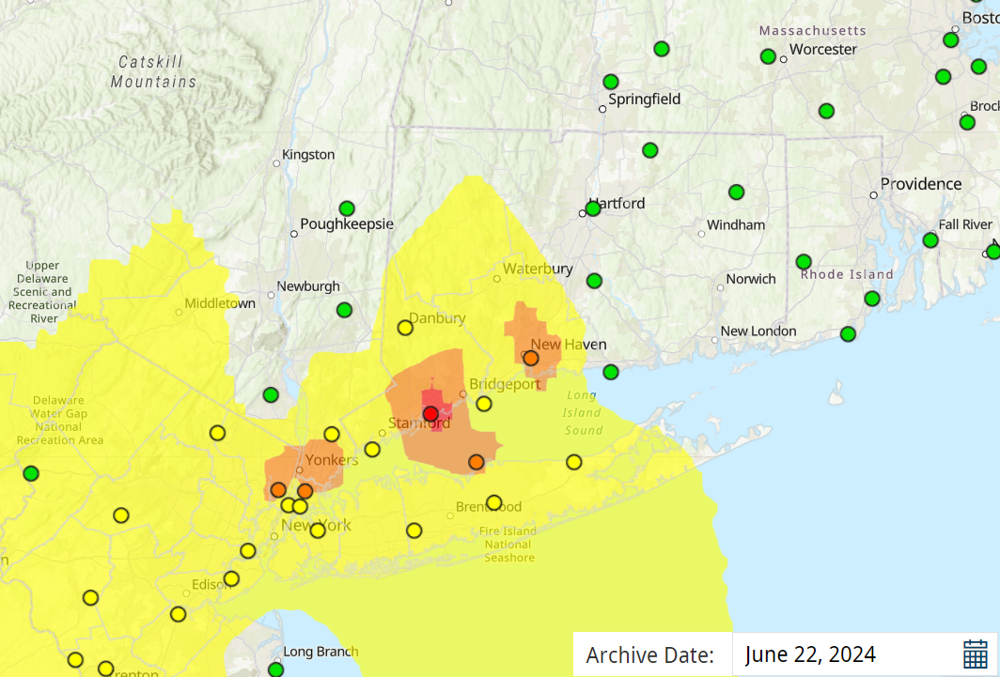 Boston
Massachusetts
Worcester
Catskill
Mountains
Springfield
Kingston
Providence
Hartford
Poughkeepsie
Windham
Fall River
Upper
Delaware
Scenic and
Recreational
River
Waterbury
Rhode Island
Norwich
Newburgh
Middletown
Danbury
New London
New Haven
Bridgeport
Long
Island
Sound
Delaware
Water Gap
National
Recreation Area
Stamford
Yonkers
Brentwood
New York
Fire Island
National
Seashore
Edison
Long Branch
Archive Date: June 22, 2024